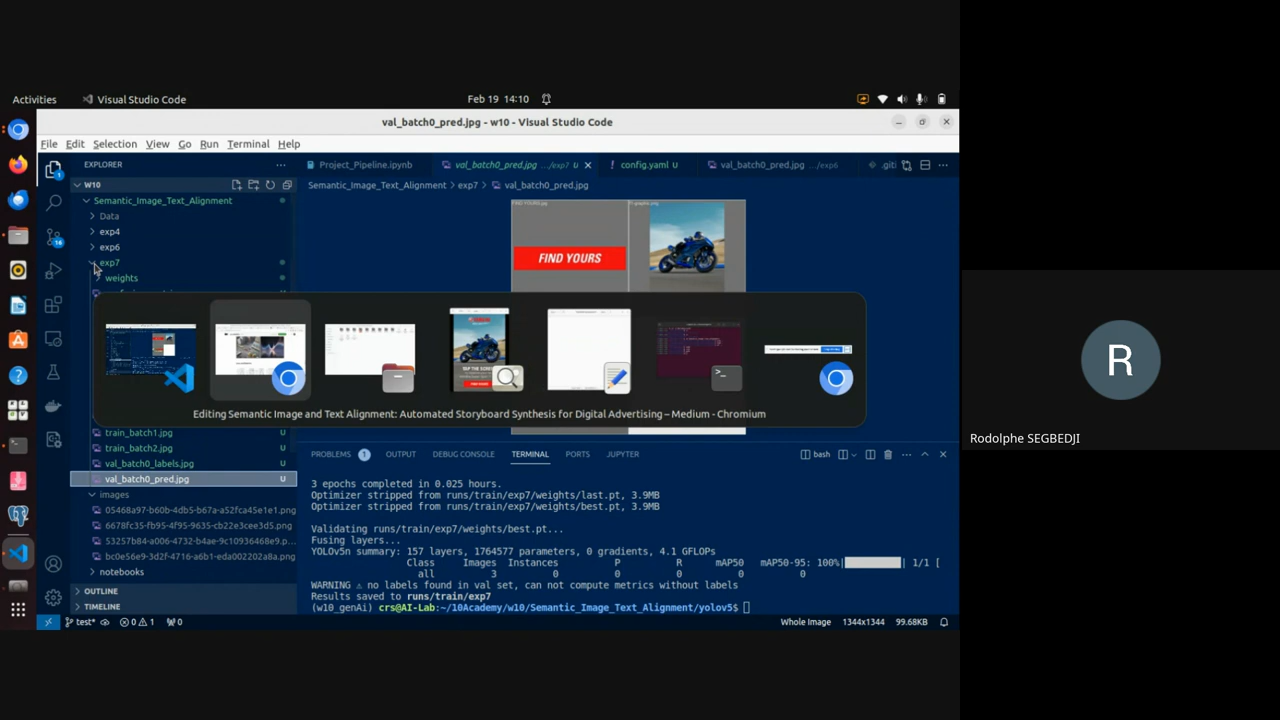 Activities
Visual Studio Code
Feb 19 14:10
val_batch0_pred.jpg - w10 - Visual Studio Code
File Edit Selection View Go Run Terminal Help
EXPLORER
Project_Pipeline.ipynb
val_batch0_pred.jpg .../exp7 U
config.yaml U
val_batch0_pred.jpg .../exp6
.giti
W10
Semantic_Image_Text_Alignment > exp7 > val_batch0_pred.jpg
Semantic_Image_Text_Alignment
Data
exp4
exp6
exp7
weights
FIND YOURS
Editing Semantic Image and Text Alignment: Automated Storyboard Synthesis for Digital Advertising – Medium - Chromium
train_batch1.jpg U
train_batch2.jpg U
val_batch0_labels.jpg U
val_batch0_pred.jpg U
images
05468a97-b60b-4db5-b67a-a52fca45e1e1.png
6678fc35-fb95-4f95-9635-cb22e3cee3d5.png
53257b84-a006-4732-b4ae-9c10936468e9.p...
bc0e56e9-3d2f-4716-a6b1-eda002202a8a.png
notebooks
OUTLINE
TIMELINE
PROBLEMS 1 OUTPUT DEBUG CONSOLE TERMINAL PORTS JUPYTER
bash
3 epochs completed in 0.025 hours.
Optimizer stripped from runs/train/exp7/weights/last.pt, 3.9MB
Optimizer stripped from runs/train/exp7/weights/best.pt, 3.9MB
Validating runs/train/exp7/weights/best.pt...
Fusing layers...
YOLOv5n summary: 157 layers, 1764577 parameters, 0 gradients, 4.1 GFLOPs
Class Images Instances P R mAP50 mAP50-95: 100%| | 1/1 [
all 3 0 0 0 0 0
WARNING ⚠ no labels found in val set, can not compute metrics without labels
Results saved to runs/train/exp7
(w10_genAi) crs@AI-Lab:~/10Academy/w10/Semantic_Image_Text_Alignment/yolov5$
test* 0 1 0
Whole Image 1344x1344 99.68KB
R
Rodolphe SEGBEDJI